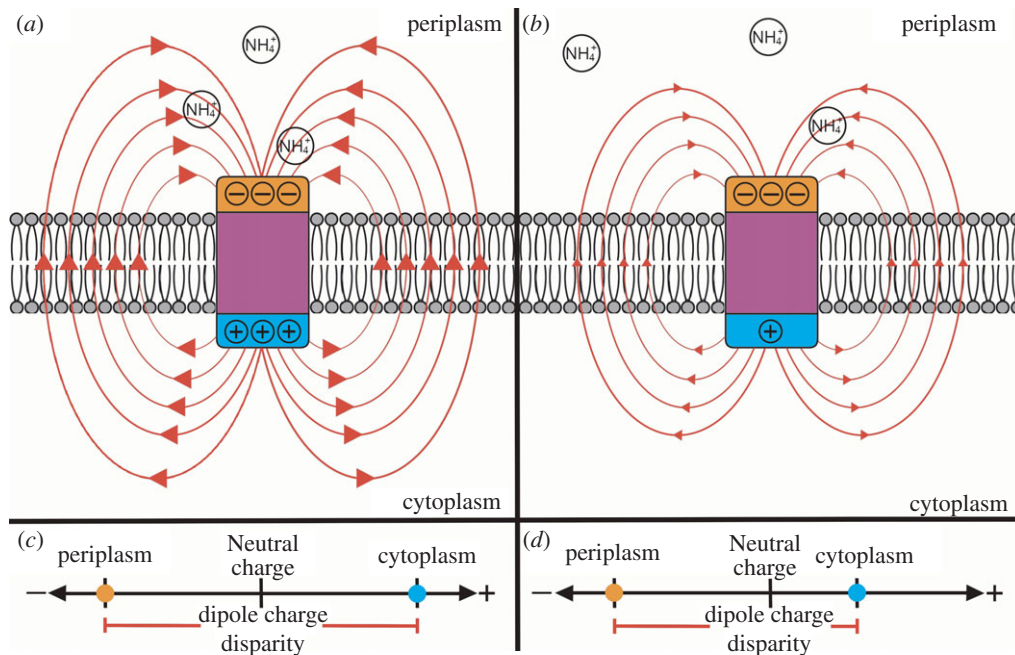 (a)
periplasm
NH₄⁺
NH₄⁺
NH₄⁺
− − −
+ + +
cytoplasm
(b)
periplasm
NH₄⁺
NH₄⁺
NH₄⁺
− − −
+
cytoplasm
(c)
periplasm
Neutral
charge
cytoplasm
− +
dipole charge
disparity
(d)
periplasm
Neutral
charge
cytoplasm
− +
dipole charge
disparity